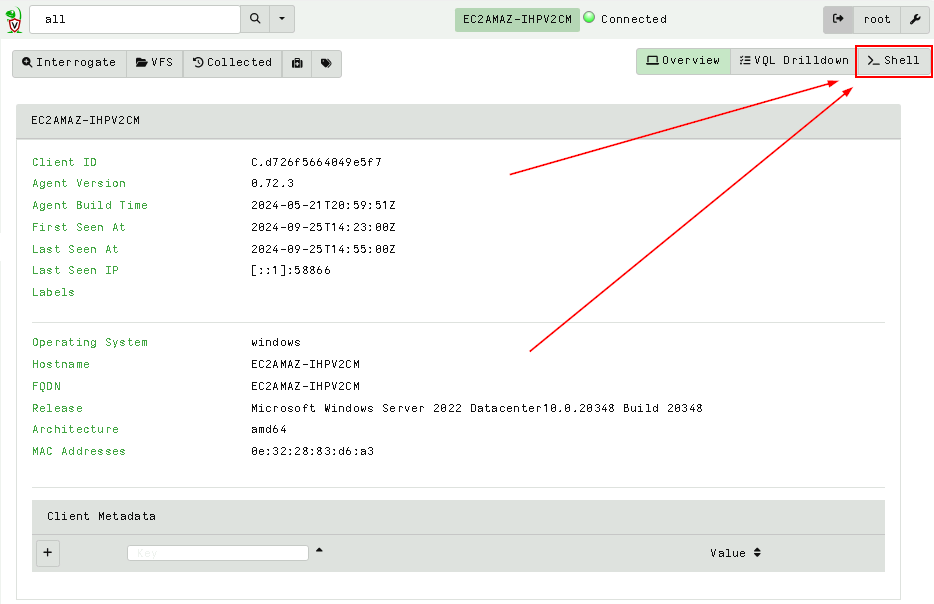 all EC2AMAZ-IHPV2CM Connected root
Interrogate VFS Collected Overview VQL Drilldown >_ Shell
EC2AMAZ-IHPV2CM
Client ID C.d726f5664049e5f7
Agent Version 0.72.3
Agent Build Time 2024-05-21T20:59:51Z
First Seen At 2024-09-25T14:23:00Z
Last Seen At 2024-09-25T14:55:00Z
Last Seen IP [::1]:58866
Labels
Operating System windows
Hostname EC2AMAZ-IHPV2CM
FQDN EC2AMAZ-IHPV2CM
Release Microsoft Windows Server 2022 Datacenter10.0.20348 Build 20348
Architecture amd64
MAC Addresses 0e:32:28:83:d6:a3
Client Metadata
+ Key Value